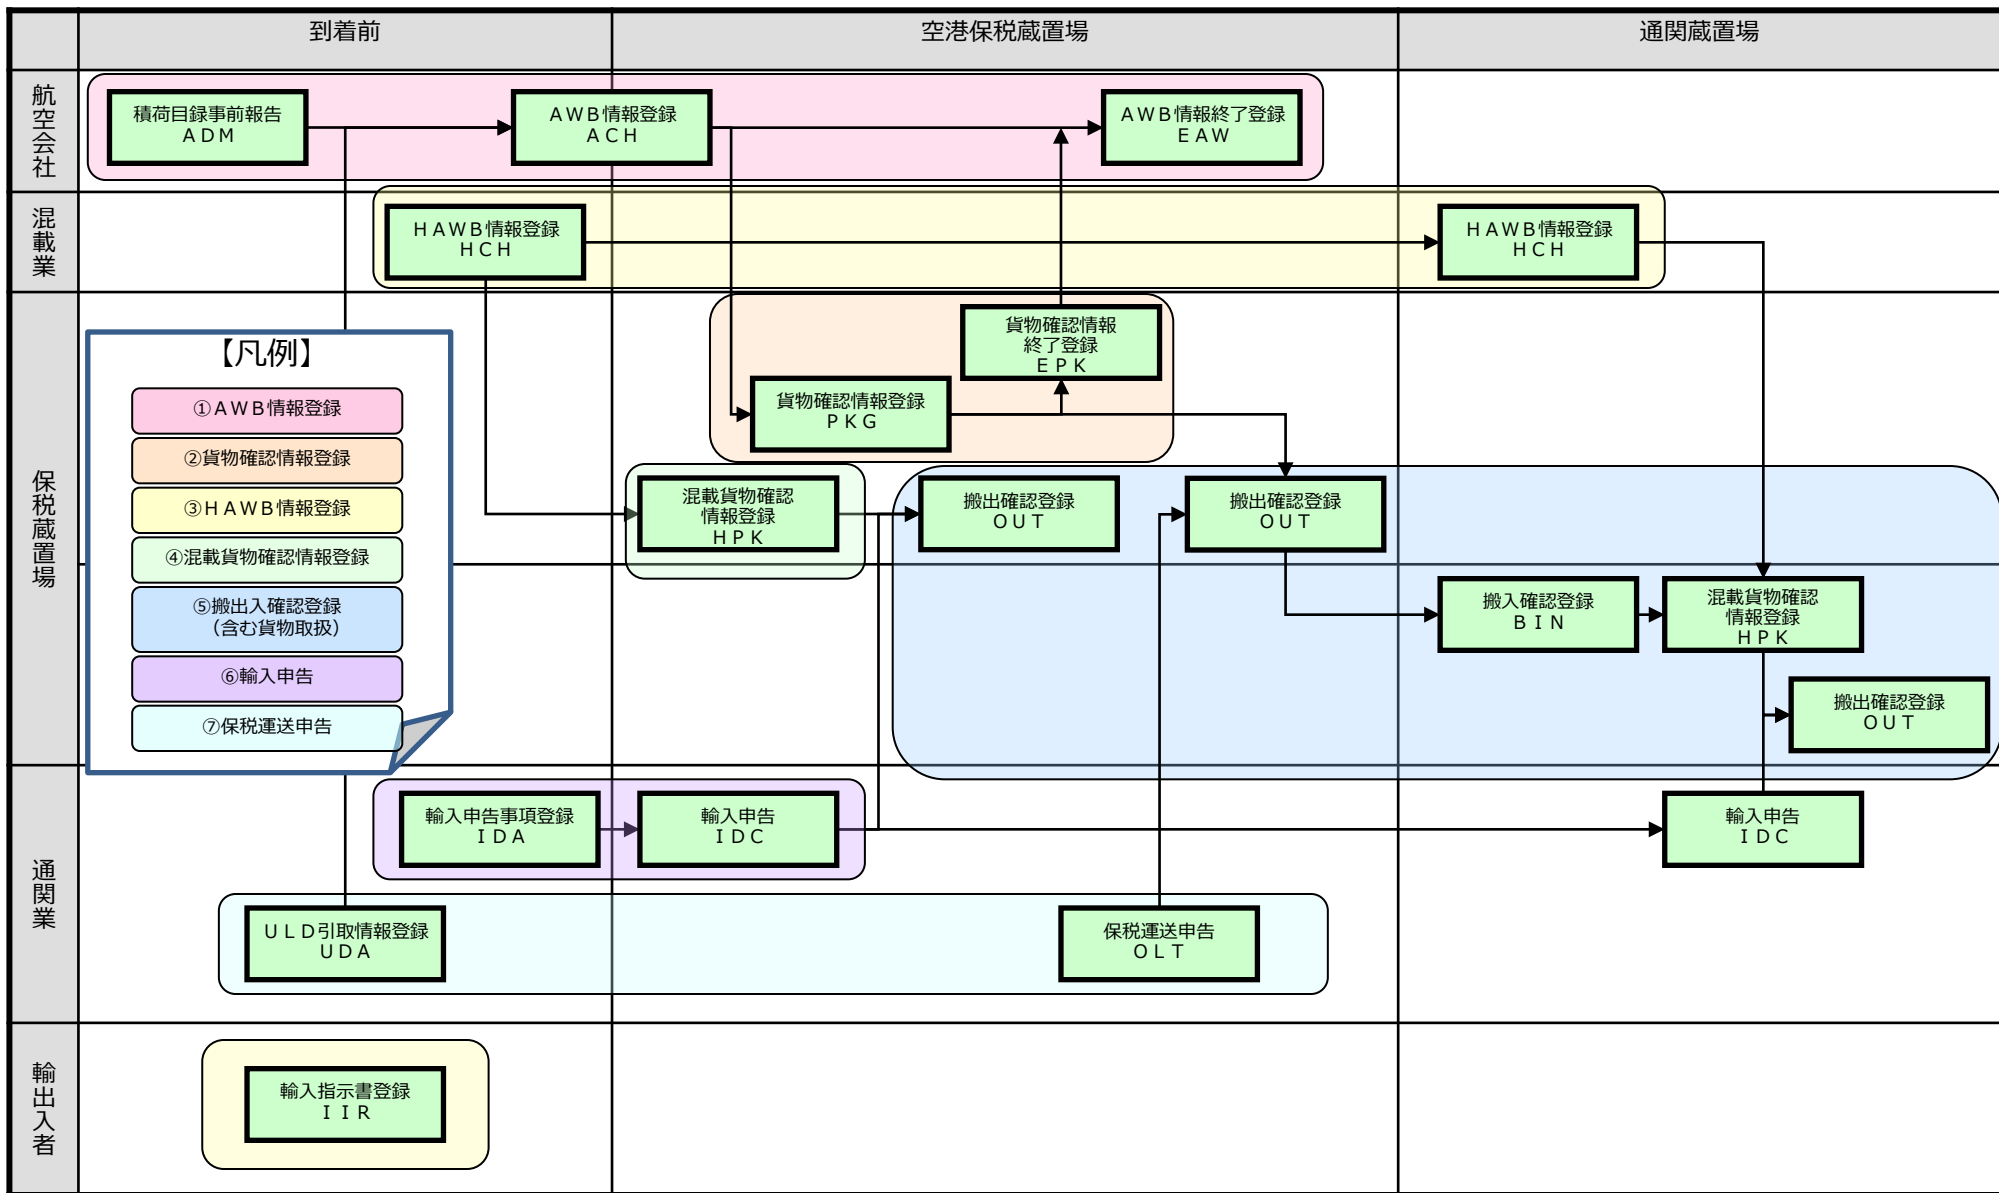 到着前
空港保税蔵置場
通関蔵置場
航空会社
積荷目録事前報告
ＡＤＭ
ＡＷＢ情報登録
ＡＣＨ
ＡＷＢ情報終了登録
ＥＡＷ
混載業
ＨＡＷＢ情報登録
ＨＣＨ
ＨＡＷＢ情報登録
ＨＣＨ
保税蔵置場
【凡例】
①ＡＷＢ情報登録
②貨物確認情報登録
③ＨＡＷＢ情報登録
④混載貨物確認情報登録
⑤搬出入確認登録
（含む貨物取扱）
⑥輸入申告
⑦保税運送申告
貨物確認情報
終了登録
ＥＰＫ
貨物確認情報登録
ＰＫＧ
混載貨物確認
情報登録
ＨＰＫ
搬出確認登録
ＯＵＴ
搬出確認登録
ＯＵＴ
搬入確認登録
ＢＩＮ
混載貨物確認
情報登録
ＨＰＫ
搬出確認登録
ＯＵＴ
通関業
輸入申告事項登録
ＩＤＡ
輸入申告
ＩＤＣ
輸入申告
ＩＤＣ
ＵＬＤ引取情報登録
ＵＤＡ
保税運送申告
ＯＬＴ
輸出入者
輸入指示書登録
ＩＩＲ